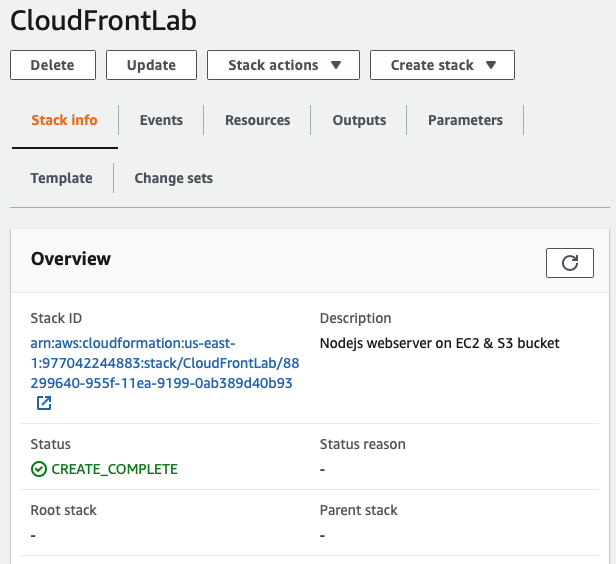 CloudFrontLab
Delete Update Stack actions Create stack
Stack info Events Resources Outputs Parameters
Template Change sets
Overview
Stack ID
arn:aws:cloudformation:us-east-
1:977042244883:stack/CloudFrontLab/88
299640-955f-11ea-9199-0ab389d40b93
Description
Nodejs webserver on EC2 & S3 bucket
Status
CREATE_COMPLETE
Status reason
-
Root stack
-
Parent stack
-